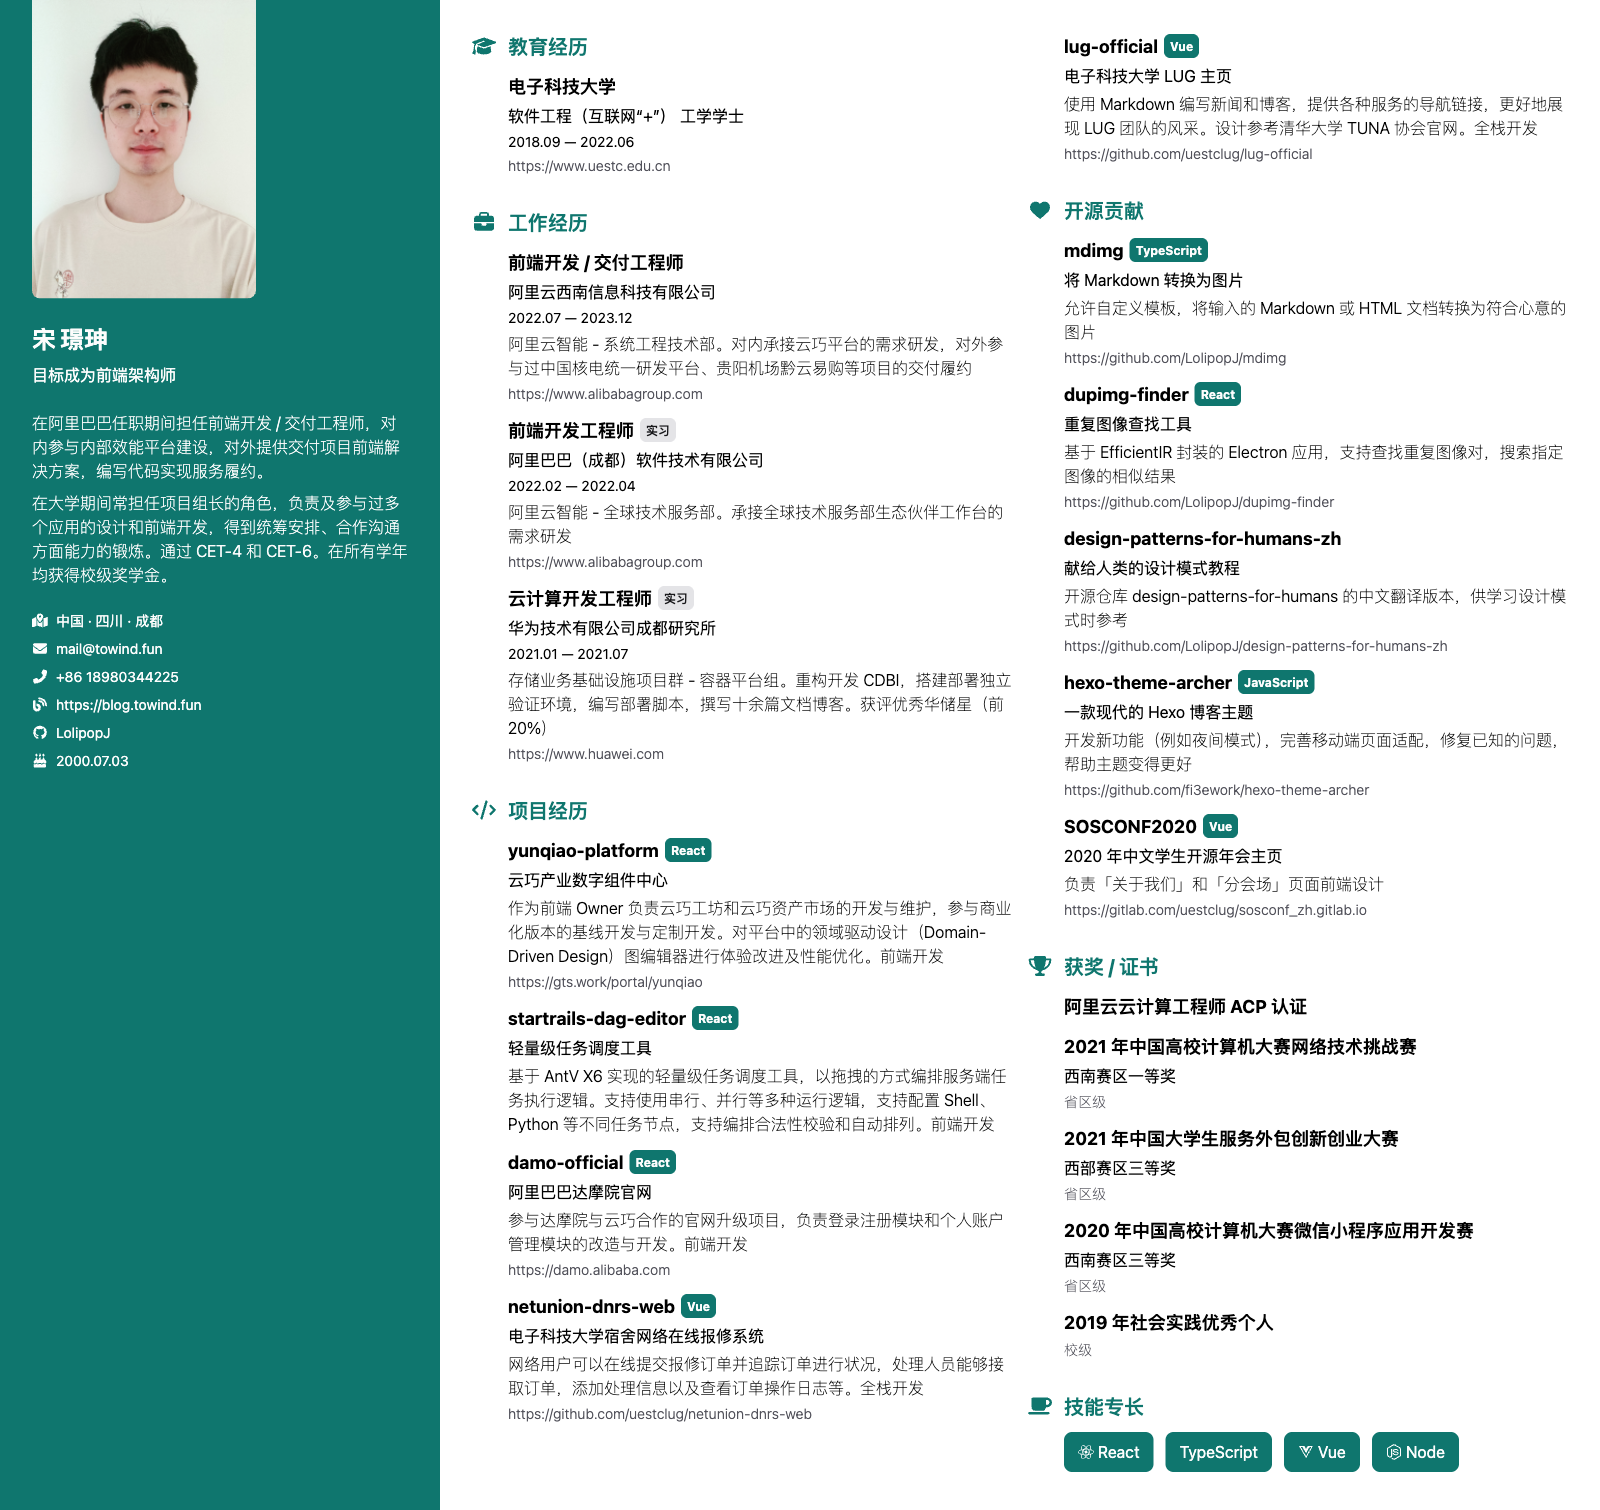 宋 璟珅
目标成为前端架构师
在阿里巴巴任职期间担任前端开发 / 交付工程师，对
内参与内部效能平台建设，对外提供交付项目前端解
决方案，编写代码实现服务履约。
在大学期间常担任项目组长的角色，负责及参与过多
个应用的设计和前端开发，得到统筹安排、合作沟通
方面能力的锻炼。通过 CET-4 和 CET-6。在所有学年
均获得校级奖学金。
中国 · 四川 · 成都
mail@towind.fun
+86 18980344225
https://blog.towind.fun
LolipopJ
2000.07.03
教育经历
电子科技大学
软件工程（互联网“+”） 工学学士
2018.09 — 2022.06
https://www.uestc.edu.cn
工作经历
前端开发 / 交付工程师
阿里云西南信息科技有限公司
2022.07 — 2023.12
阿里云智能 - 系统工程技术部。对内承接云巧平台的需求研发，对外参
与过中国核电统一研发平台、贵阳机场黔云易购等项目的交付履约
https://www.alibabagroup.com
前端开发工程师 实习
阿里巴巴（成都）软件技术有限公司
2022.02 — 2022.04
阿里云智能 - 全球技术服务部。承接全球技术服务部生态伙伴工作台的
需求研发
https://www.alibabagroup.com
云计算开发工程师 实习
华为技术有限公司成都研究所
2021.01 — 2021.07
存储业务基础设施项目群 - 容器平台组。重构开发 CDBI，搭建部署独立
验证环境，编写部署脚本，撰写十余篇文档博客。获评优秀华储星（前
20%）
https://www.huawei.com
项目经历
yunqiao-platform React
云巧产业数字组件中心
作为前端 Owner 负责云巧工坊和云巧资产市场的开发与维护，参与商业
化版本的基线开发与定制开发。对平台中的领域驱动设计（Domain-
Driven Design）图编辑器进行体验改进及性能优化。前端开发
https://gts.work/portal/yunqiao
startrails-dag-editor React
轻量级任务调度工具
基于 AntV X6 实现的轻量级任务调度工具，以拖拽的方式编排服务端任
务执行逻辑。支持使用串行、并行等多种运行逻辑，支持配置 Shell、
Python 等不同任务节点，支持编排合法性校验和自动排列。前端开发
damo-official React
阿里巴巴达摩院官网
参与达摩院与云巧合作的官网升级项目，负责登录注册模块和个人账户
管理模块的改造与开发。前端开发
https://damo.alibaba.com
netunion-dnrs-web Vue
电子科技大学宿舍网络在线报修系统
网络用户可以在线提交报修订单并追踪订单进行状况，处理人员能够接
取订单，添加处理信息以及查看订单操作日志等。全栈开发
https://github.com/uestclug/netunion-dnrs-web
lug-official Vue
电子科技大学 LUG 主页
使用 Markdown 编写新闻和博客，提供各种服务的导航链接，更好地展
现 LUG 团队的风采。设计参考清华大学 TUNA 协会官网。全栈开发
https://github.com/uestclug/lug-official
开源贡献
mdimg TypeScript
将 Markdown 转换为图片
允许自定义模板，将输入的 Markdown 或 HTML 文档转换为符合心意的
图片
https://github.com/LolipopJ/mdimg
dupimg-finder React
重复图像查找工具
基于 EfficientIR 封装的 Electron 应用，支持查找重复图像对，搜索指定
图像的相似结果
https://github.com/LolipopJ/dupimg-finder
design-patterns-for-humans-zh
献给人类的设计模式教程
开源仓库 design-patterns-for-humans 的中文翻译版本，供学习设计模
式时参考
https://github.com/LolipopJ/design-patterns-for-humans-zh
hexo-theme-archer JavaScript
一款现代的 Hexo 博客主题
开发新功能（例如夜间模式），完善移动端页面适配，修复已知的问题，
帮助主题变得更好
https://github.com/fi3ework/hexo-theme-archer
SOSCONF2020 Vue
2020 年中文学生开源年会主页
负责「关于我们」和「分会场」页面前端设计
https://gitlab.com/uestclug/sosconf_zh.gitlab.io
获奖 / 证书
阿里云云计算工程师 ACP 认证
2021 年中国高校计算机大赛网络技术挑战赛
西南赛区一等奖
省区级
2021 年中国大学生服务外包创新创业大赛
西部赛区三等奖
省区级
2020 年中国高校计算机大赛微信小程序应用开发赛
西南赛区三等奖
省区级
2019 年社会实践优秀个人
校级
技能专长
React TypeScript Vue Node